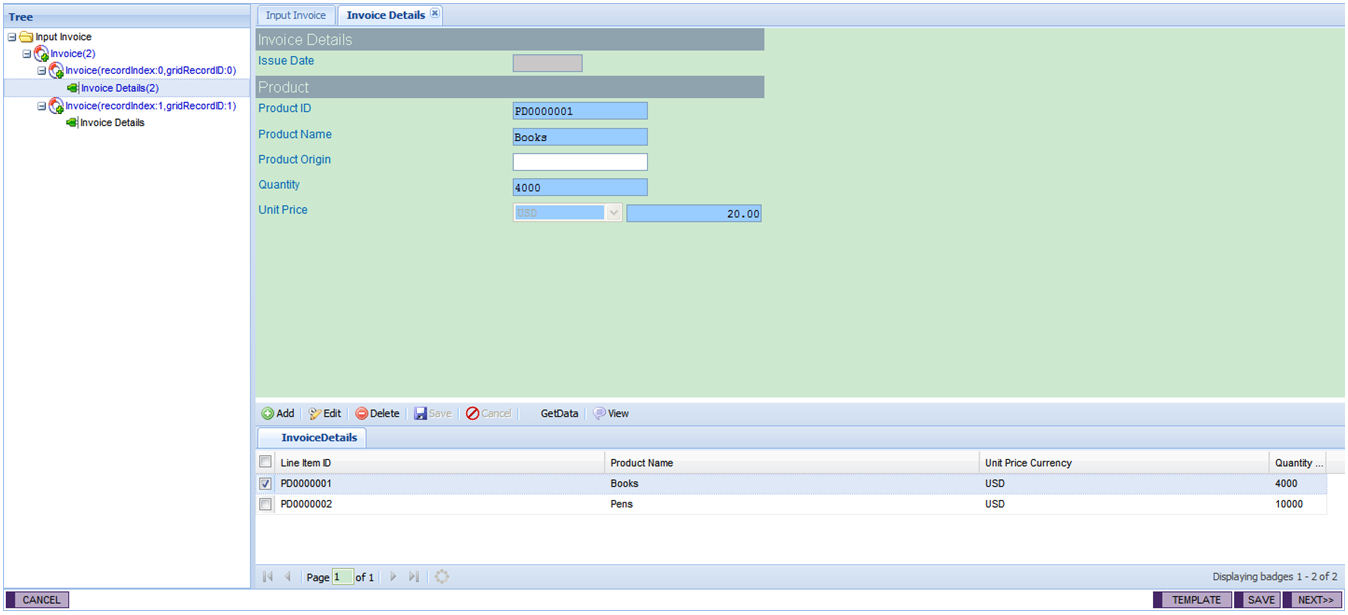 Tree
Input Invoice
Invoice(2)
Invoice(recordIndex:0,gridRecordID:0)
Invoice Details(2)
Invoice(recordIndex:1,gridRecordID:1)
Invoice Details
Input Invoice Invoice Details
Invoice Details
Issue Date
Product
Product ID PD0000001
Product Name Books
Product Origin
Quantity 4000
Unit Price USD 20.00
Add Edit Delete Save Cancel GetData View
InvoiceDetails
Line Item ID Product Name Unit Price Currency Quantity ...
PD0000001 Books USD 4000
PD0000002 Pens USD 10000
Page 1 of 1 Displaying badges 1 - 2 of 2
CANCEL TEMPLATE SAVE NEXT>>